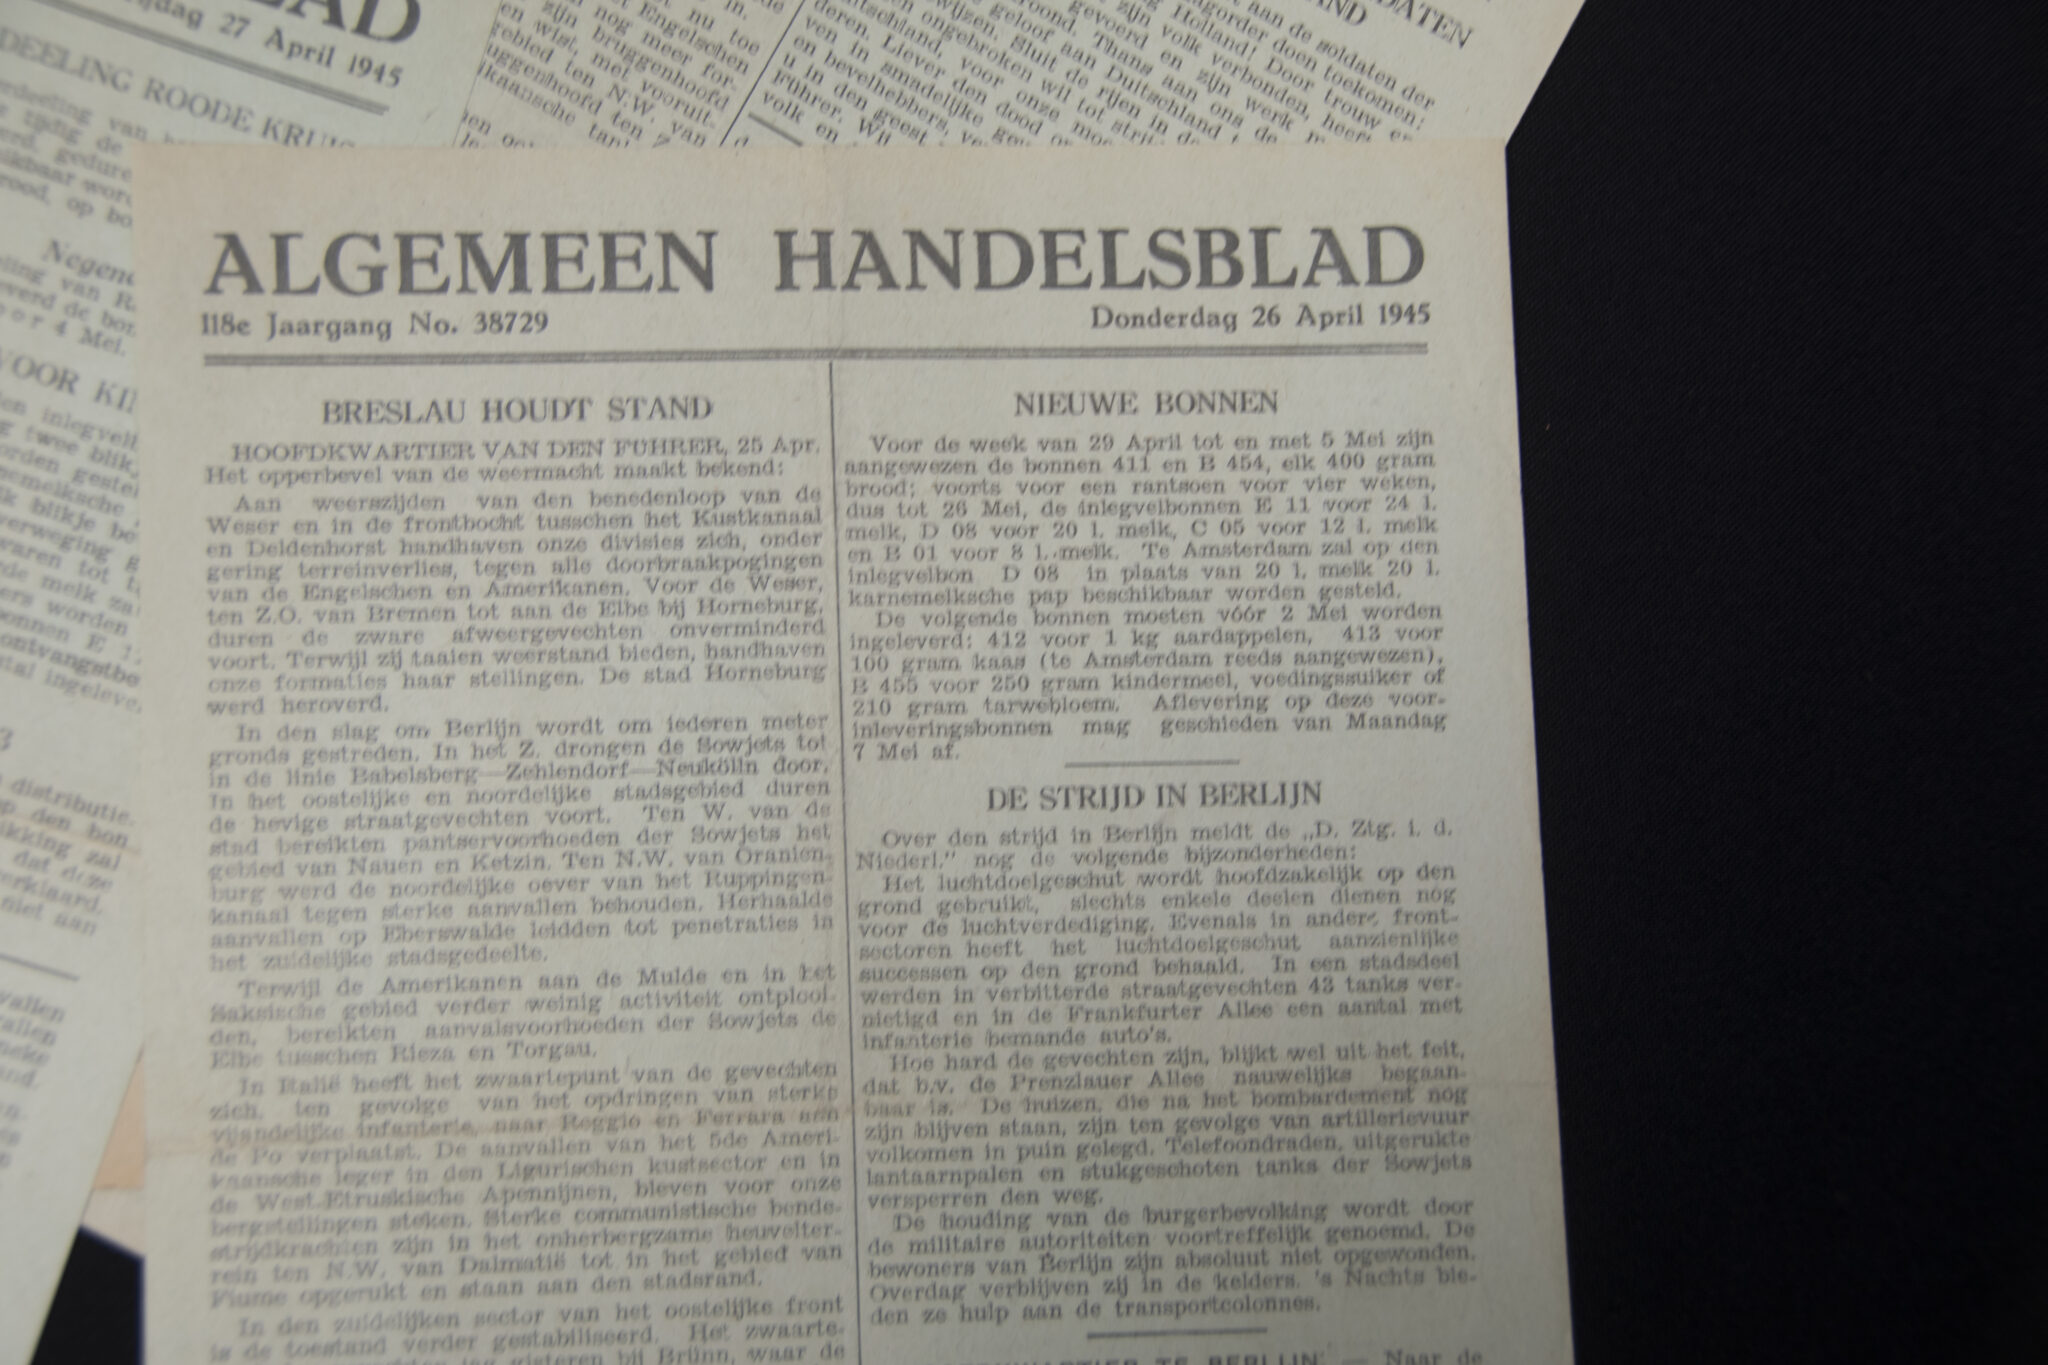 LAD
27 April 1945
DEELING ROODE KRUIS
Negen
VOOR KI
ALGEMEEN HANDELSBLAD
118e Jaargang No. 38729
Donderdag 26 April 1945
BRESLAU HOUDT STAND
HOOFDKWARTIER VAN DEN FÜHRER, 25 Apr.
Het opperbevel van de weermacht maakt bekend:
Aan weerszijden van den benedenloop van de
Weser en in de frontbocht tusschen het Kustkanaal
en Deldenhorst handhaven onze divisies zich, onder
gering terreinverlies, tegen alle doorbraakpogingen
van de Engelschen en Amerikanen. Voor de Weser,
ten Z.O. van Bremen tot aan de Elbe bij Horneburg,
duren de zware afweergevechten onverminderd
voort. Terwijl zij taaien weerstand bieden, handhaven
onze formaties haar stellingen. De stad Horneburg
werd heroverd.
In den slag om Berlijn wordt om iederen meter
gronds gestreden. In het Z. drongen de Sowjets tot
in de linie Babelsberg—Zehlendorf—Neukölln door.
In het oostelijke en noordelijke stadsgebied duren
de hevige straatgevechten voort. Ten W. van de
stad bereikten pantservoorhoeden der Sowjets het
gebied van Nauen en Ketzin. Ten N.W. van Oranien-
burg werd de noordelijke oever van het Ruppingen-
kanaal tegen sterke aanvallen behouden. Herhaalde
aanvallen op Eberswalde leidden tot penetraties in
het zuidelijke stadsgedeelte.
Terwijl de Amerikanen aan de Mulde en in het
Saksische gebied verder weinig activiteit ontplooi-
den, bereikten aanvalsvoorhoeden der Sowjets de
Elbe tusschen Rieza en Torgau.
In Italië heeft het zwaartepunt van de gevechten
zich, ten gevolge van het opdringen van sterke
vijandelijke infanterie, naar Reggio en Ferrara aan
de Po verplaatst. De aanvallen van het 5de Ameri-
kaansche leger in den Ligurischen kustsector en in
de West-Etruskische Apennijnen, bleven voor onze
bergstellingen steken. Sterke communistische bende-
strijdkrachten zijn in het onherbergzame heuvelter-
rein ten N.W. van Dalmatië tot in het gebied van
Fiume opgerukt en staan aan den stadsrand.
In den zuidelijken sector van het oostelijke front
is de toestand verder gestabiliseerd. Het zwaarte-
gisteren bij Brünn, waar de
NIEUWE BONNEN
Voor de week van 29 April tot en met 5 Mei zijn
aangewezen de bonnen 411 en B 454, elk 400 gram
brood; voorts voor een rantsoen voor vier weken,
dus tot 26 Mei, de inlegvelbonnen E 11 voor 24 l.
melk, D 08 voor 20 l. melk, C 05 voor 12 l. melk
en B 01 voor 8 l. melk. Te Amsterdam zal op den
inlegvelbon D 08 in plaats van 20 l. melk 20 l.
karnemelksche pap beschikbaar worden gesteld.
De volgende bonnen moeten vóór 2 Mei worden
ingeleverd: 412 voor 1 kg aardappelen, 413 voor
100 gram kaas (te Amsterdam reeds aangewezen),
B 455 voor 250 gram kindermeel, voedingssuiker of
210 gram tarwebloem. Aflevering op deze voor-
inleveringsbonnen mag geschieden van Maandag
7 Mei af.
DE STRIJD IN BERLIJN
Over den strijd in Berlijn meldt de „D. Ztg. i. d.
Niederl." nog de volgende bijzonderheden:
Het luchtdoelgeschut wordt hoofdzakelijk op den
grond gebruikt, slechts enkele deelen dienen nog
voor de luchtverdediging. Evenals in andere front-
sectoren heeft het luchtdoelgeschut aanzienlijke
successen op den grond behaald. In een stadsdeel
werden in verbitterde straatgevechten 43 tanks ver-
nietigd en in de Frankfurter Allee een aantal met
infanterie bemande auto's.
Hoe hard de gevechten zijn, blijkt wel uit het feit,
dat b.v. de Prenzlauer Allee nauwelijks begaan-
baar is. De huizen, die na het bombardement nog
zijn blijven staan, zijn ten gevolge van artillerievuur
volkomen in puin gelegd. Telefoondraden, uitgerukte
lantaarnpalen en stukgeschoten tanks der Sowjets
versperren den weg.
De houding van de burgerbevolking wordt door
de militaire autoriteiten voortreffelijk genoemd. De
bewoners van Berlijn zijn absoluut niet opgewonden.
Overdag verblijven zij in de kelders. 's Nachts bie-
den ze hulp aan de transportcolonnes.
TE BERLIJN — Naar de